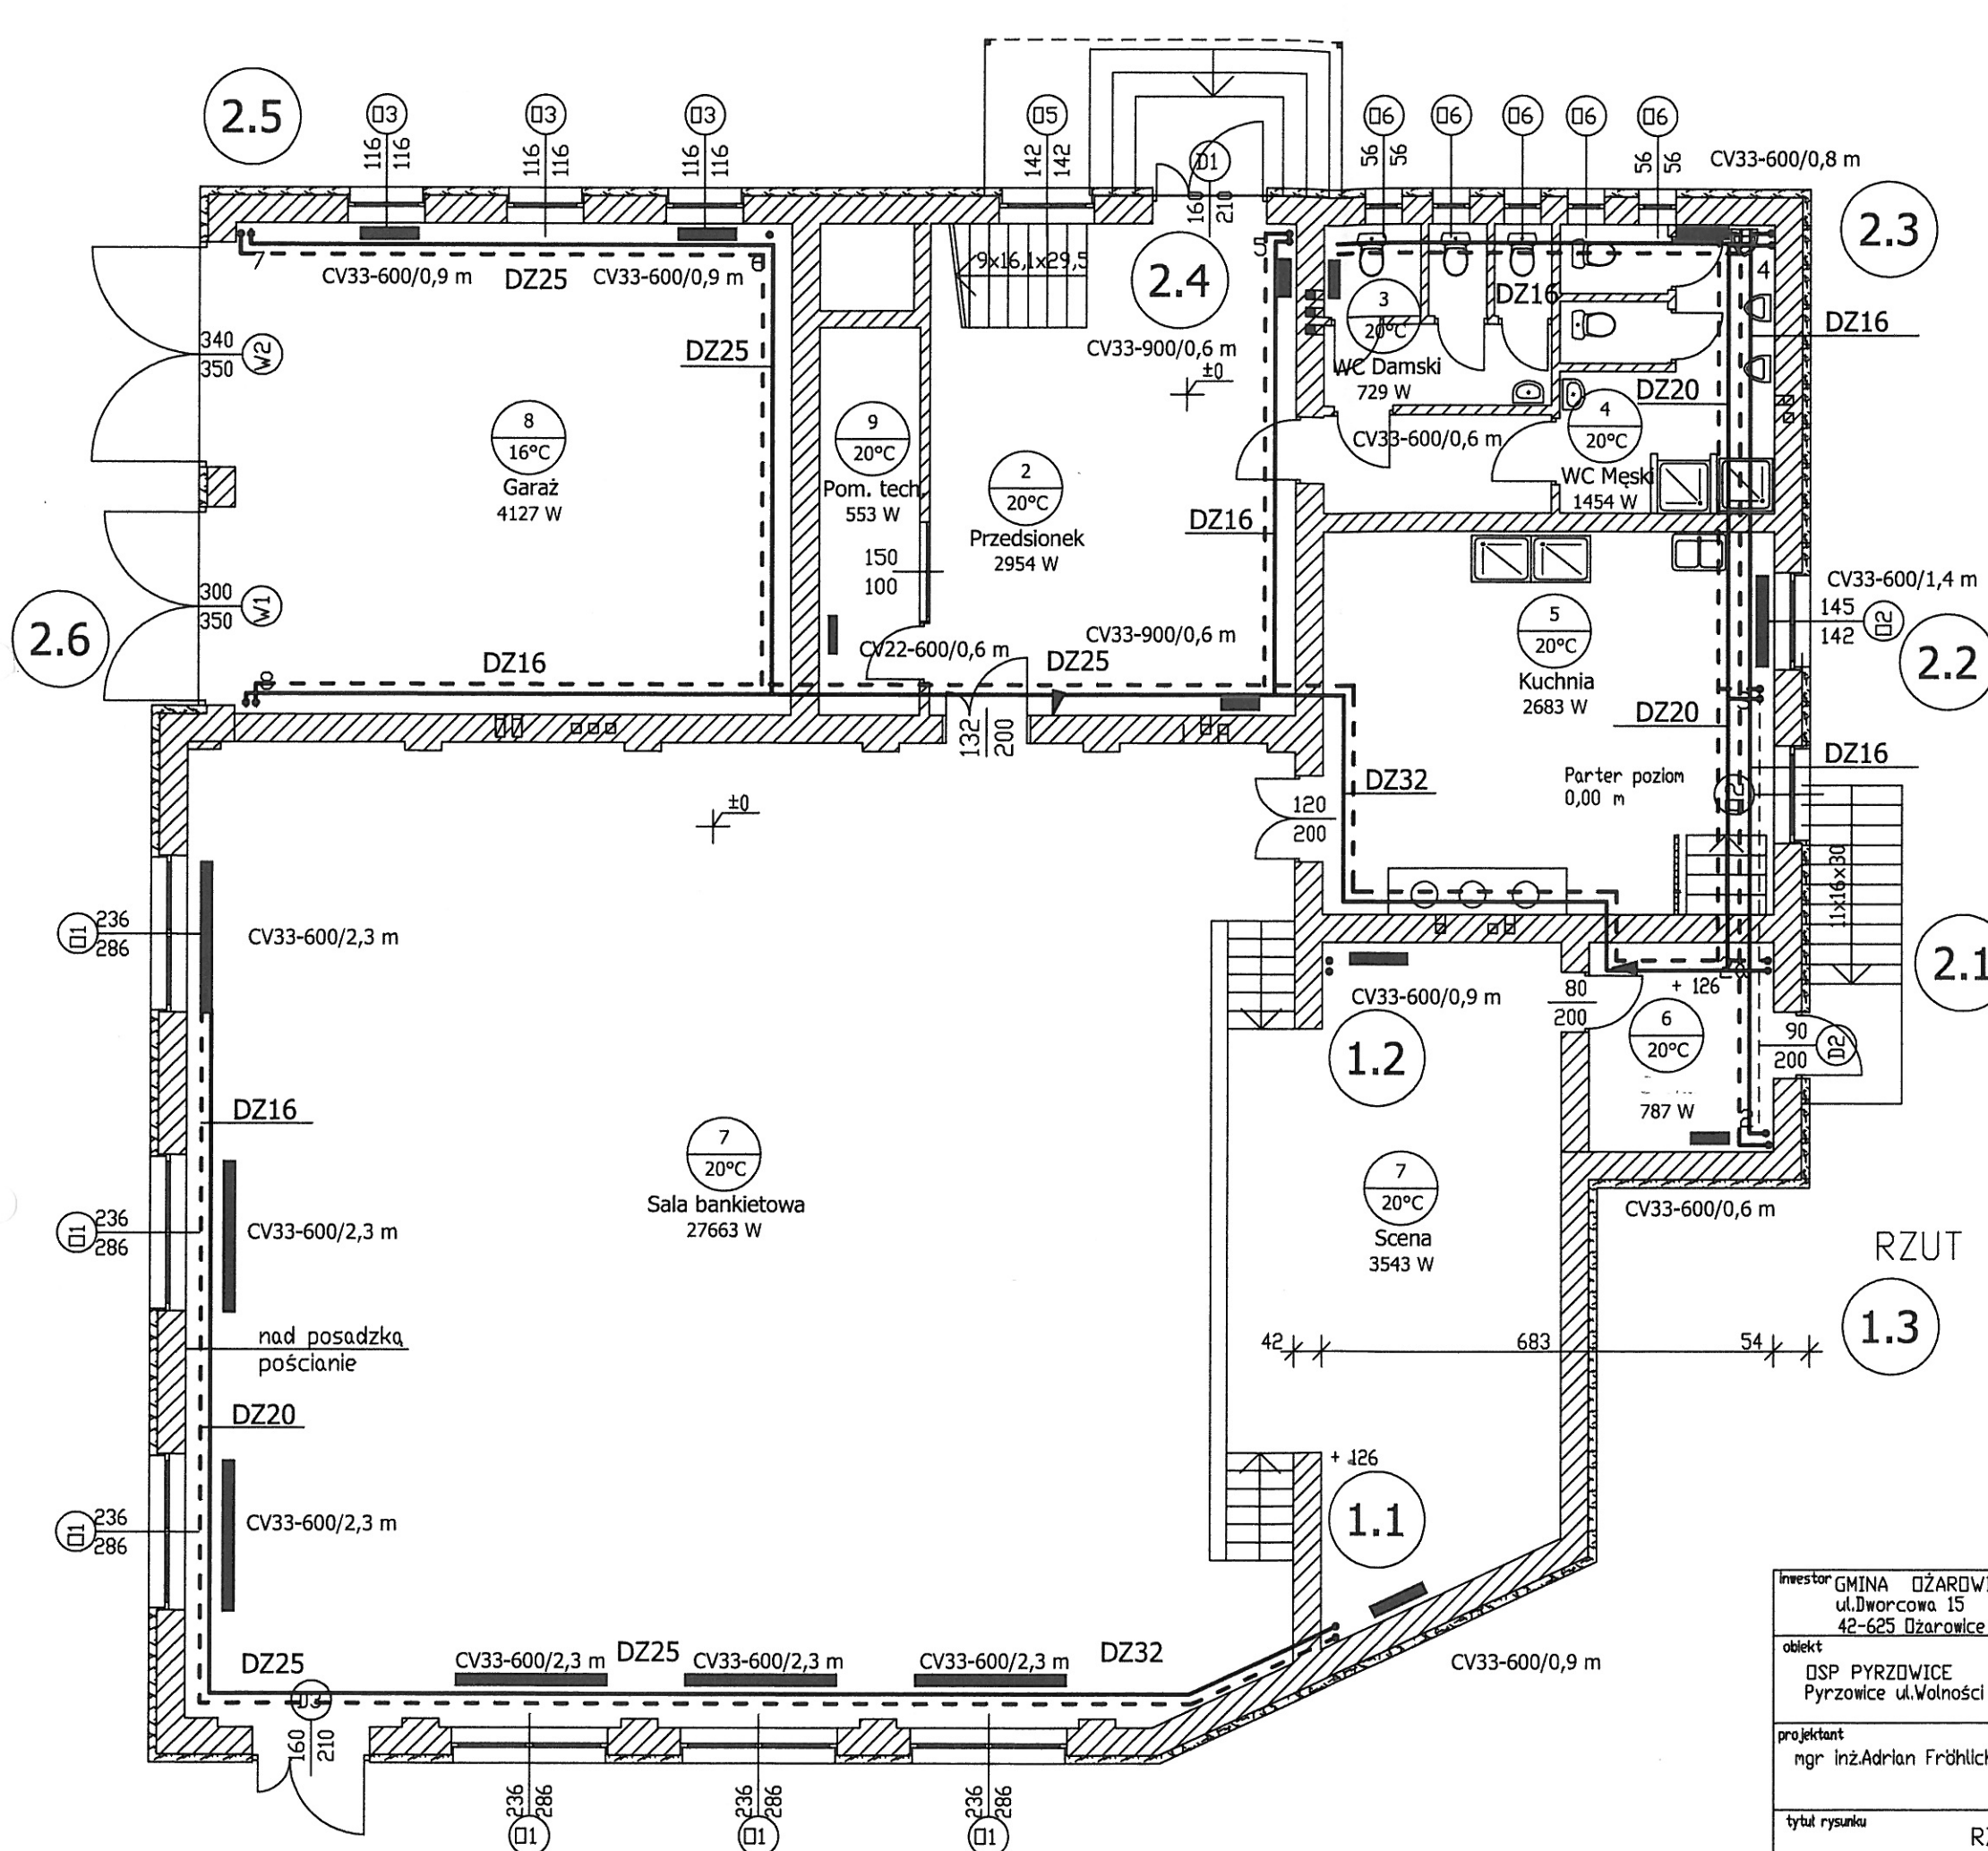 2.5
O3
O3
O3
O5
D1
O6
O6
O6
O6
O6
116
116
116
116
116
116
142
142
160
210
56
56
56
56
CV33-600/0,8 m
2.3
7
CV33-600/0,9 m
DZ25
CV33-600/0,9 m
9x16,1x29,5
2.4
5
3
20°C
WC Damski
729 W
DZ16
4
DZ16
340
350
W2
DZ25
CV33-900/0,6 m
±0
DZ20
8
16°C
Garaż
4127 W
9
20°C
Pom. tech
553 W
2
20°C
Przedsionek
2954 W
CV33-600/0,6 m
4
20°C
WC Męski
1454 W
DZ16
150
100
300
350
W1
2.6
DZ16
8
CV22-600/0,6 m
CV33-900/0,6 m
DZ25
5
20°C
Kuchnia
2683 W
CV33-600/1,4 m
145
142
O2
2.2
DZ20
DZ16
132
200
±0
DZ32
Parter poziom
0,00 m
120
200
11x16x30
O1
236
286
CV33-600/2,3 m
CV33-600/0,9 m
80
200
+ 126
2.1
1.2
6
20°C
787 W
90
200
D2
DZ16
7
20°C
Sala bankietowa
27663 W
7
20°C
Scena
3543 W
CV33-600/0,6 m
O1
236
286
CV33-600/2,3 m
RZUT
nad posadzką
pościanie
42
683
54
1.3
DZ20
+ 126
1.1
O1
236
286
CV33-600/2,3 m
DZ25
CV33-600/2,3 m
DZ25
CV33-600/2,3 m
CV33-600/2,3 m
DZ32
CV33-600/0,9 m
D3
160
210
236
286
O1
236
286
O1
236
286
O1
inwestor
GMINA
ul.Dworcowa 15
42-625 Ożarowice
obiekt
OSP PYRZOWICE
Pyrzowice ul.Wolności
projektant
mgr inż.Adrian
tytuł rysunku